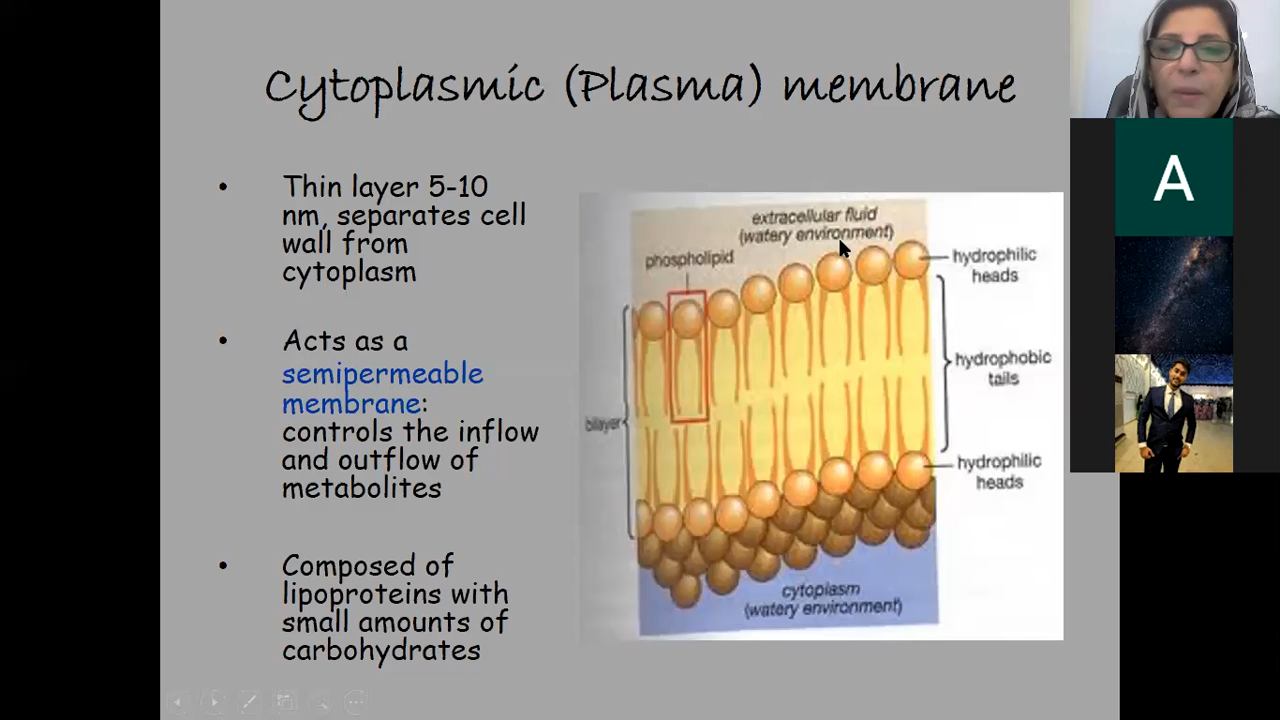 Cytoplasmic (Plasma) membrane
• Thin layer 5-10
nm, separates cell
wall from
cytoplasm
• Acts as a
semipermeable
membrane:
controls the inflow
and outflow of
metabolites
• Composed of
lipoproteins with
small amounts of
carbohydrates
extracellular fluid
(watery environment)
phospholipid
hydrophilic
heads
hydrophobic
tails
bilayer
hydrophilic
heads
cytoplasm
(watery environment)
A